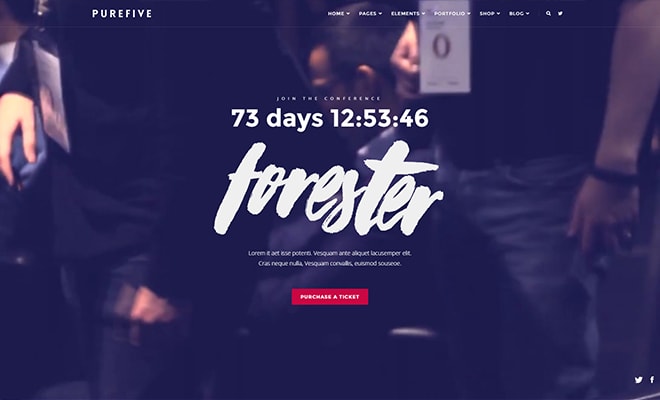 PUREFIVE
HOME PAGES ELEMENTS PORTFOLIO SHOP BLOG
0
JOIN THE CONFERENCE
73 days 12:53:46
forester
Lorem it aet isse potenti. Vesquam ante aliquet lacusemper elit.
Cras neque nulla, Vesquam convallis, euismod souseoe.
PURCHASE A TICKET